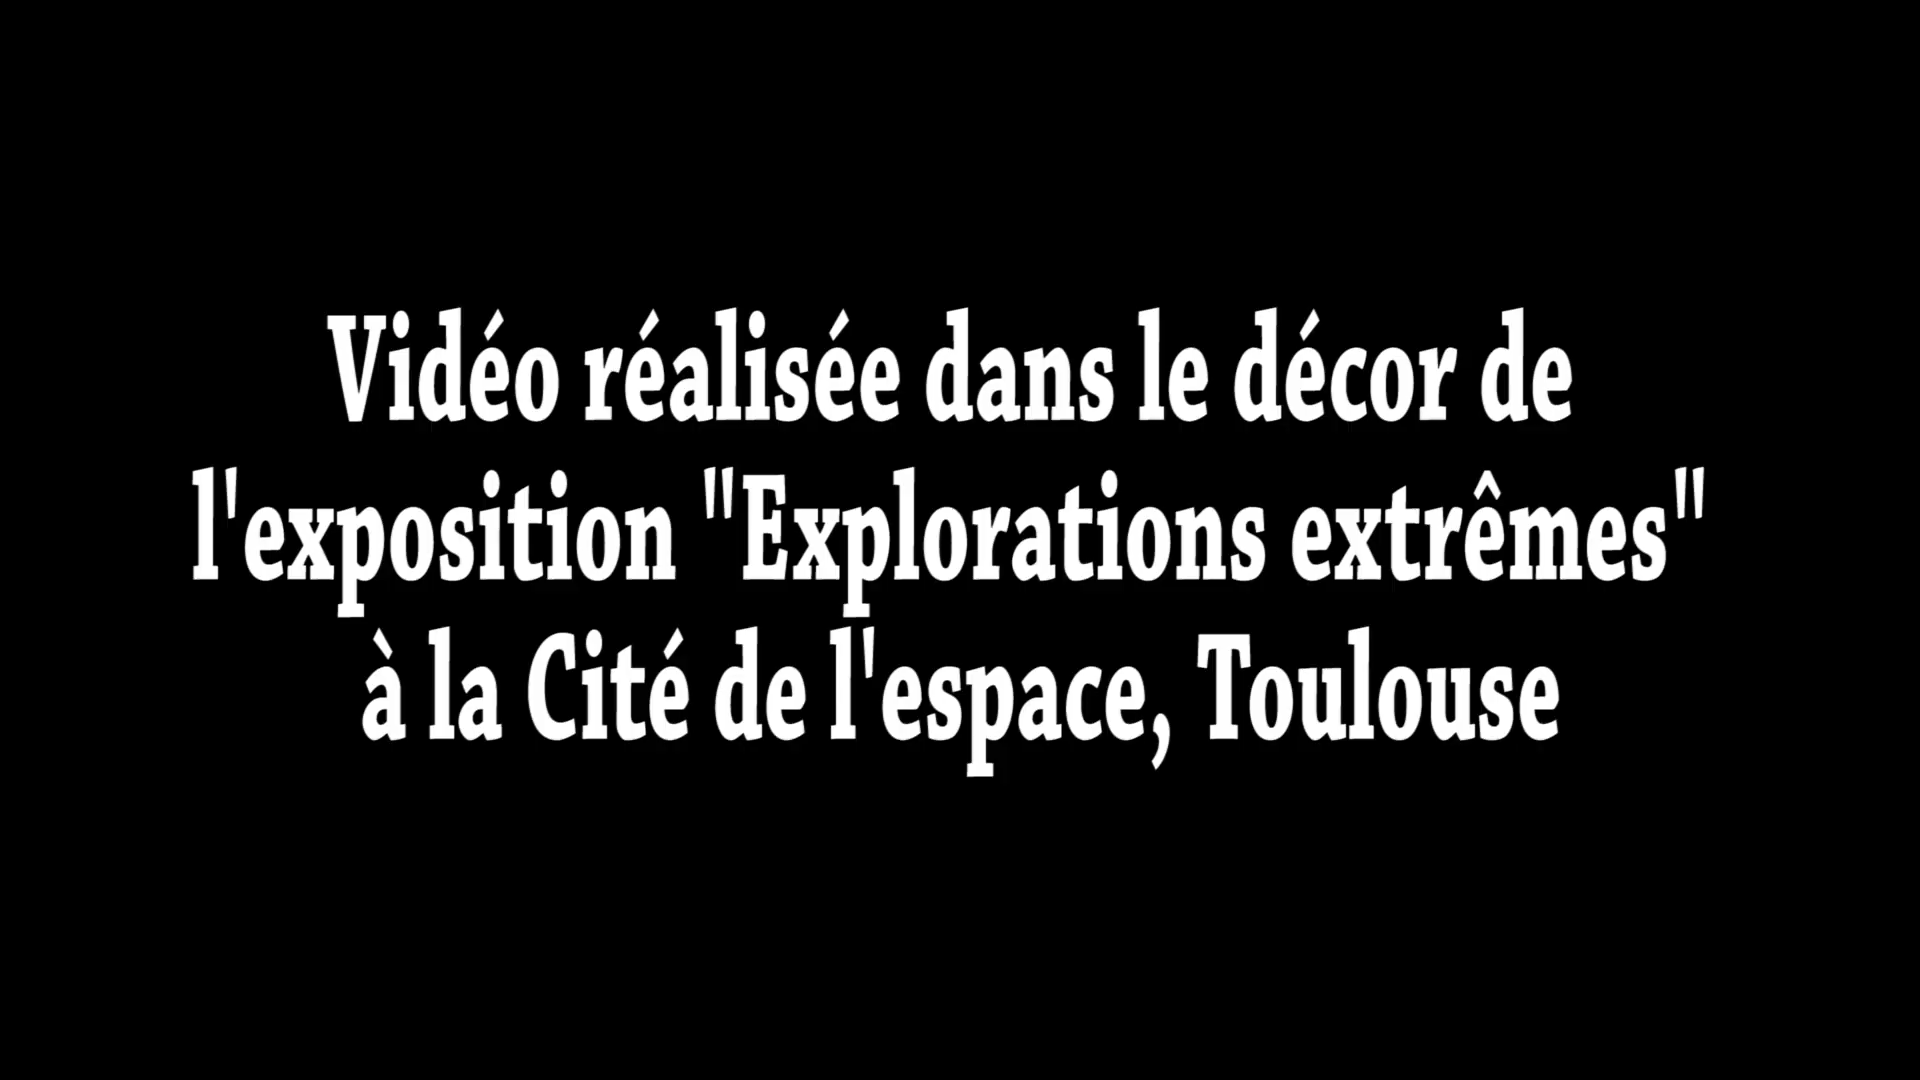 Vidéo réalisée dans le décor de
l'exposition "Explorations extrêmes"
à la Cité de l'espace, Toulouse